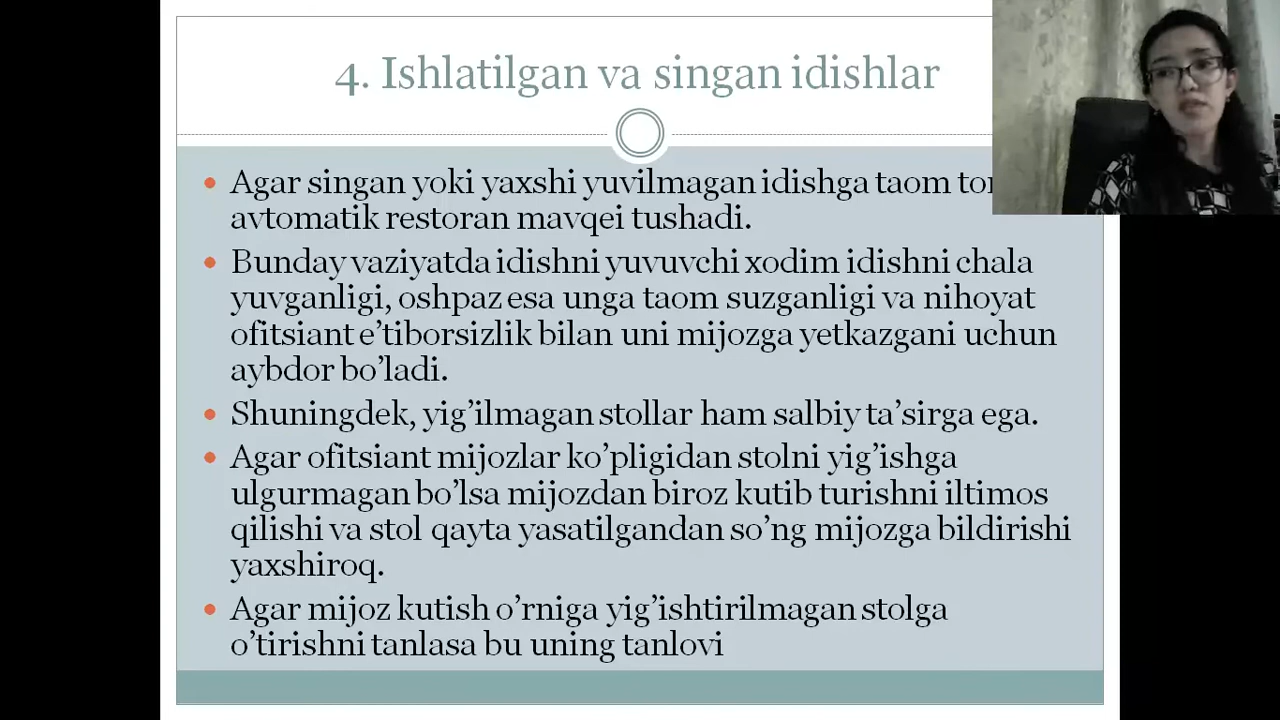 4. Ishlatilgan va singan idishlar
Agar singan yoki yaxshi yuvilmagan idishga taom
avtomatik restoran mavqei tushadi.
Bunday vaziyatda idishni yuvuvchi xodim idishni chala
yuvganligi, oshpaz esa unga taom suzganligi va nihoyat
ofitsiant e’tiborsizlik bilan uni mijozga yetkazgani uchun
aybdor bo’ladi.
Shuningdek, yig’ilmagan stollar ham salbiy ta’sirga ega.
Agar ofitsiant mijozlar ko’pligidan stolni yig’ishga
ulgurmagan bo’lsa mijozdan biroz kutib turishni iltimos
qilishi va stol qayta yasatilgandan so’ng mijozga bildirishi
yaxshiroq.
Agar mijoz kutish o’rniga yig’ishtirilmagan stolga
o’tirishni tanlasa bu uning tanlovi